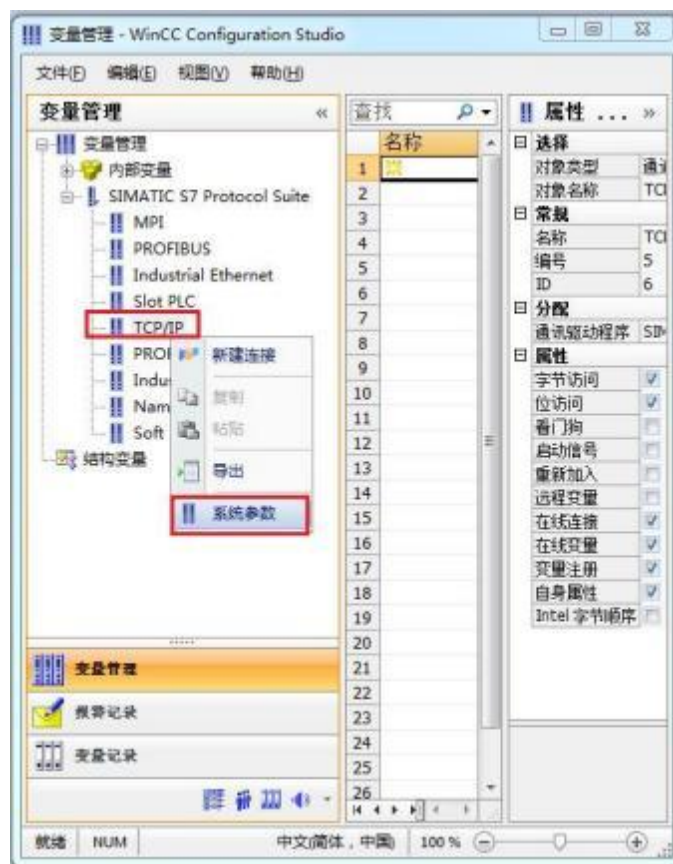 变量管理 - WinCC Configuration Studio
文件(F) 编辑(E) 视图(V) 帮助(H)
变量管理 «
变量管理
内部变量
SIMATIC S7 Protocol Suite
MPI
PROFIBUS
Industrial Ethernet
Slot PLC
TCP/IP
PROF
Indus
Nam
Soft
结构变量
新建连接
复制
粘贴
导出
系统参数
变量管理
报警记录
变量记录
查找
名称
1
2
3
4
5
6
7
8
9
10
11
12
13
14
15
16
17
18
19
20
21
22
23
24
25
26
属性 ... »
选择
对象类型 通讯
对象名称 TCI
常规
名称 TCI
编号 5
ID 6
分配
通讯驱动程序 SIM
属性
字节访问
位访问
看门狗
启动信号
重新加入
远程变量
在线连接
在线变量
变量注册
自身属性
Intel 字节顺序
就绪 NUM 中文(简体，中国) 100 %